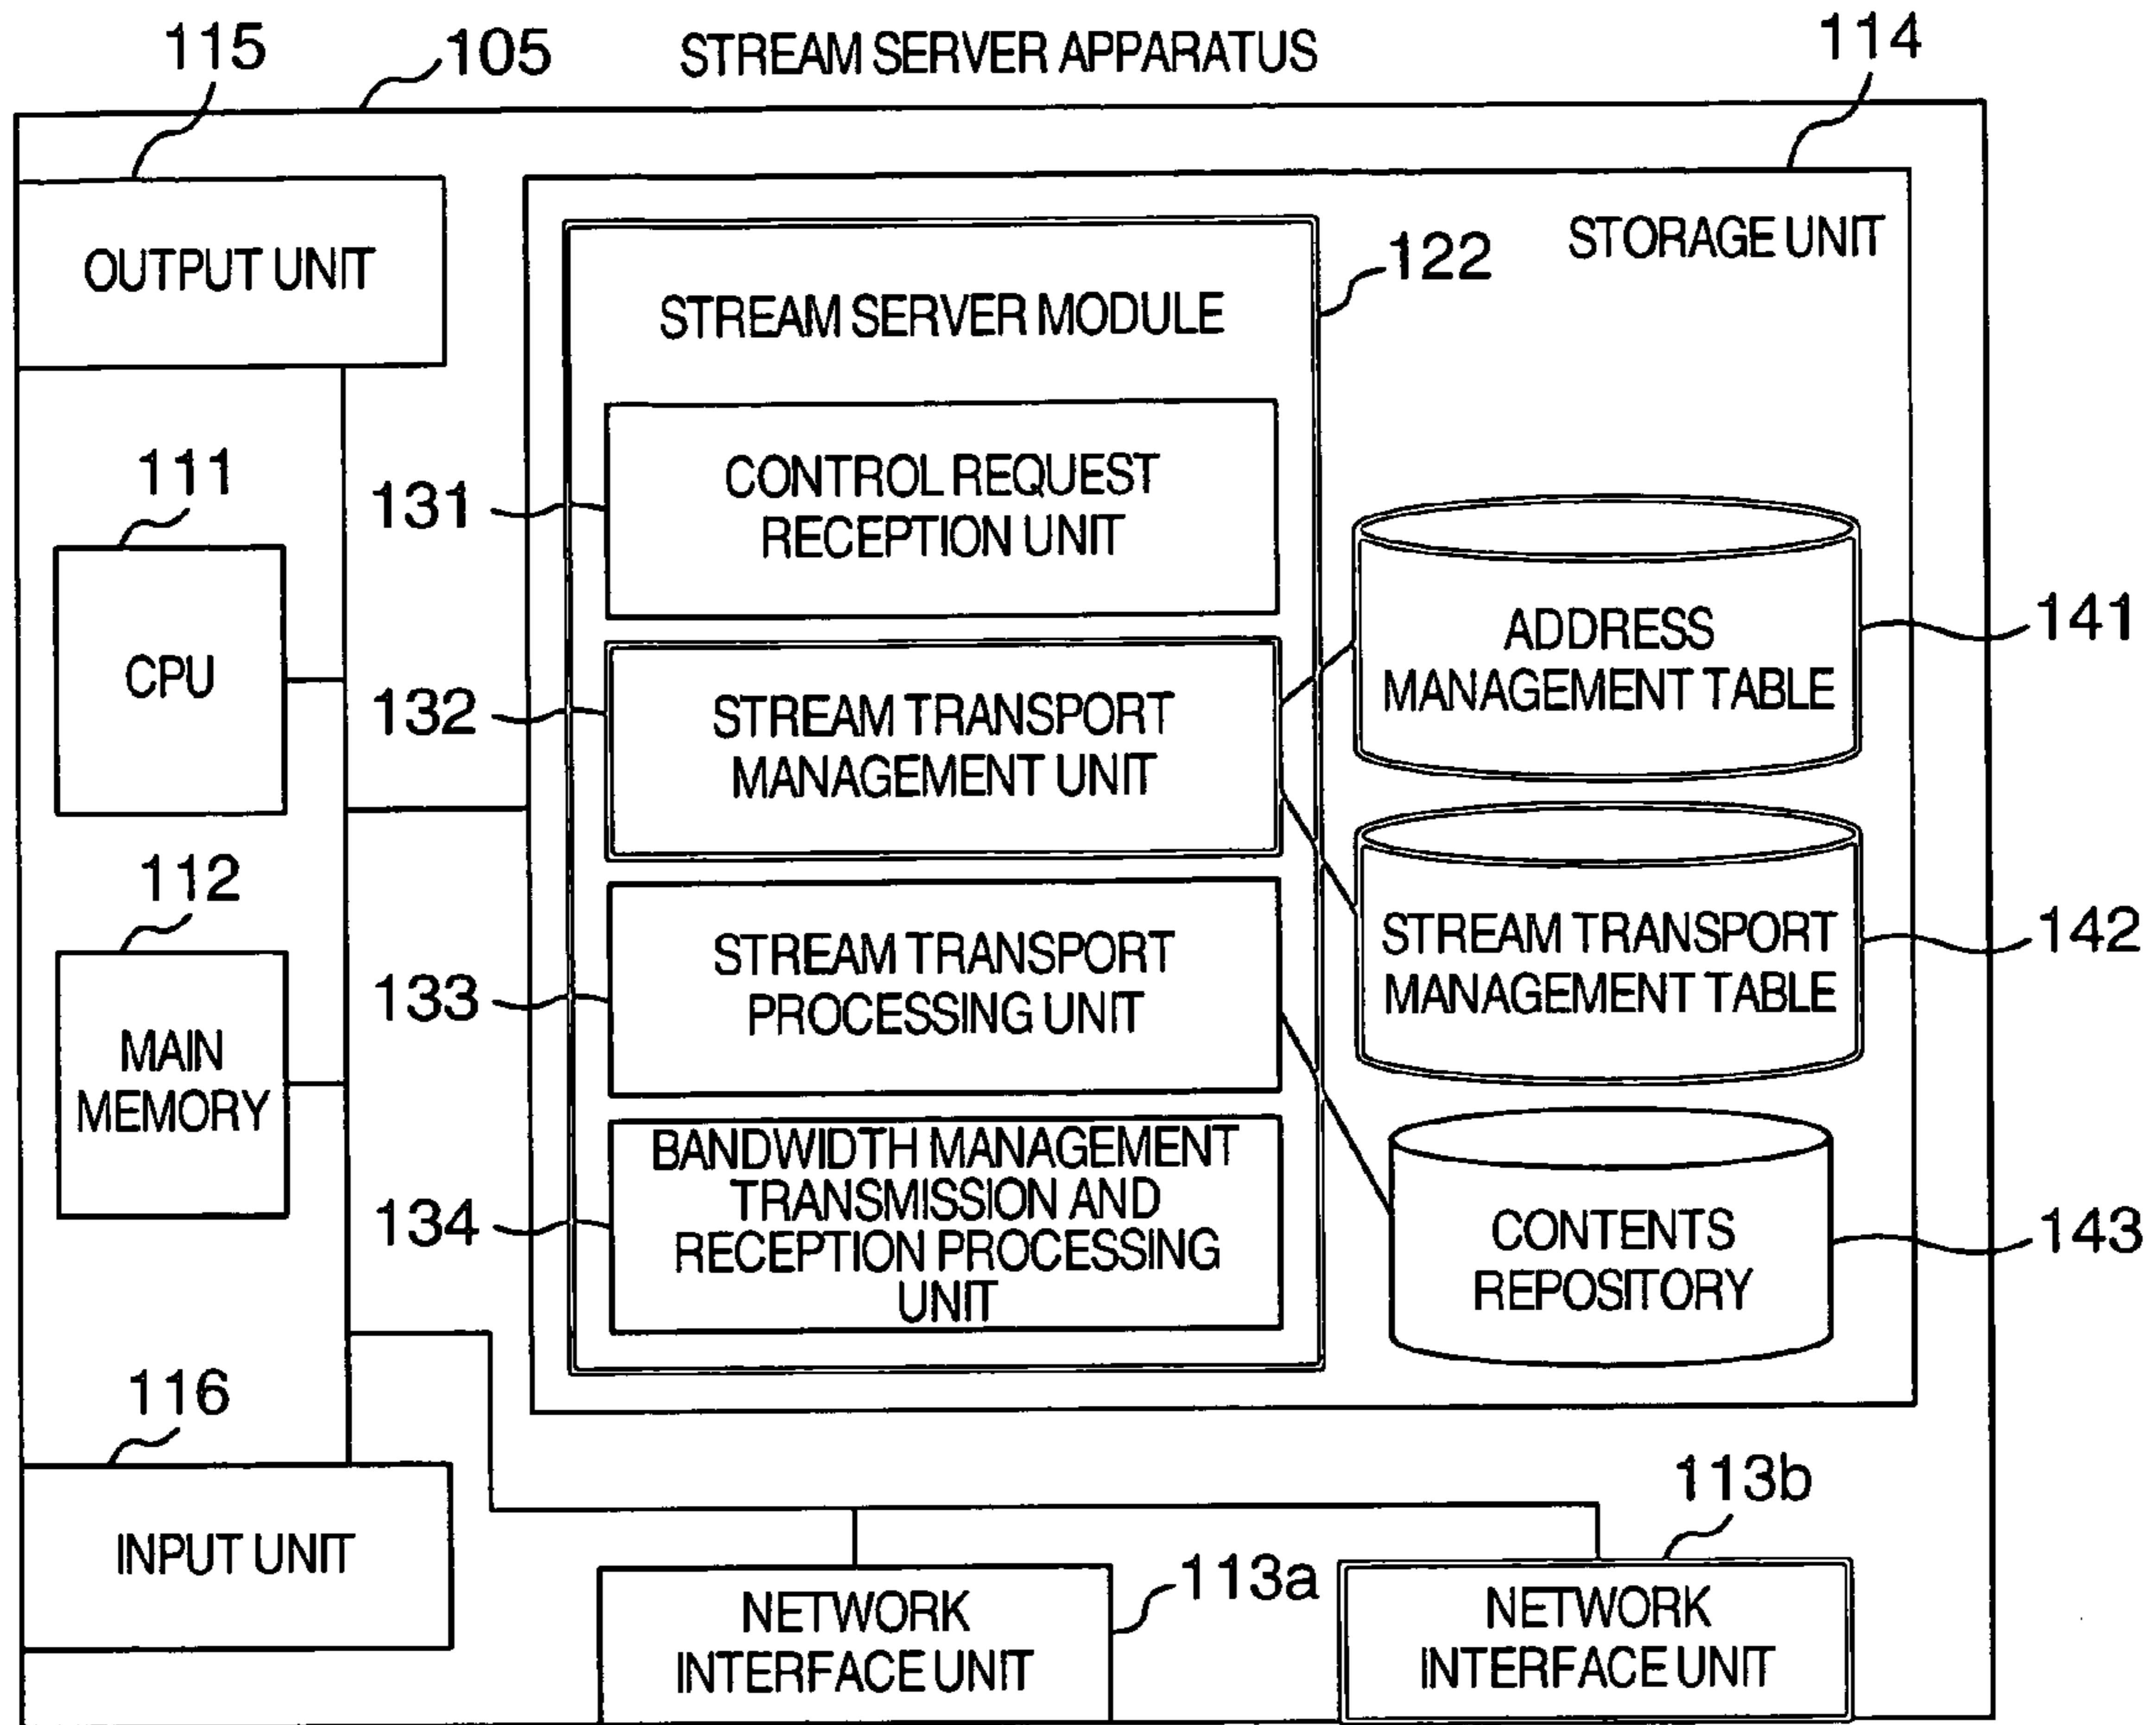 115
105
STREAM SERVER APPARATUS
114
OUTPUT UNIT
STORAGE UNIT
122
STREAM SERVER MODULE
111
131
CONTROL REQUEST
RECEPTION UNIT
CPU
132
STREAM TRANSPORT
MANAGEMENT UNIT
ADDRESS
MANAGEMENT TABLE
141
112
MAIN
MEMORY
133
STREAM TRANSPORT
PROCESSING UNIT
STREAM TRANSPORT
MANAGEMENT TABLE
142
134
BANDWIDTH MANAGEMENT
TRANSMISSION AND
RECEPTION PROCESSING
UNIT
CONTENTS
REPOSITORY
143
116
INPUT UNIT
NETWORK
INTERFACE UNIT
113a
113b
NETWORK
INTERFACE UNIT